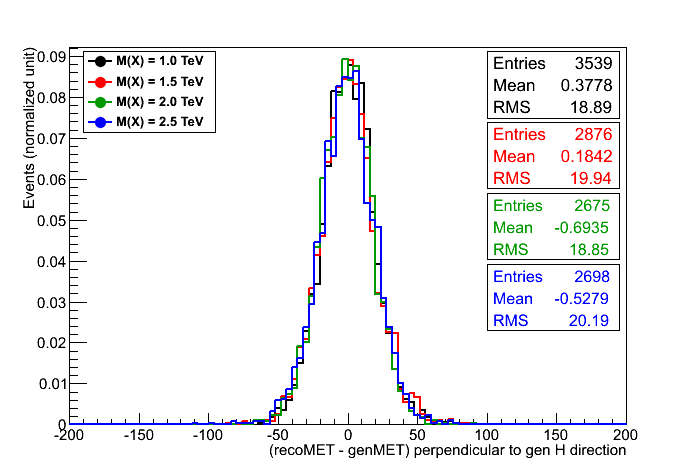 Events (normalized unit)
0.09
0.08
0.07
0.06
0.05
0.04
0.03
0.02
0.01
0
M(X) = 1.0 TeV
M(X) = 1.5 TeV
M(X) = 2.0 TeV
M(X) = 2.5 TeV
Entries 3539
Mean 0.3778
RMS 18.89
Entries 2876
Mean 0.1842
RMS 19.94
Entries 2675
Mean -0.6935
RMS 18.85
Entries 2698
Mean -0.5279
RMS 20.19
-200 -150 -100 -50 0 50 100 150 200
(recoMET - genMET) perpendicular to gen H direction